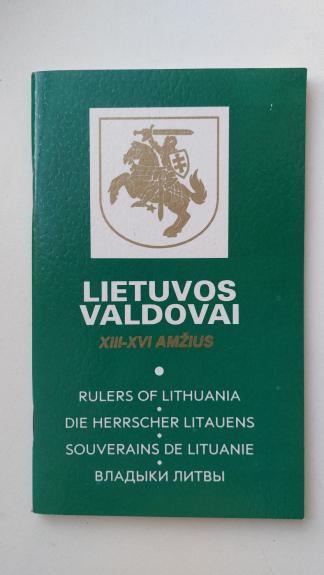 LIETUVOS
VALDOVAI
XIII-XVI AMŽIUS
RULERS OF LITHUANIA
DIE HERRSCHER LITAUENS
SOUVERAINS DE LITUANIE
ВЛАДЫКИ ЛИТВЫ